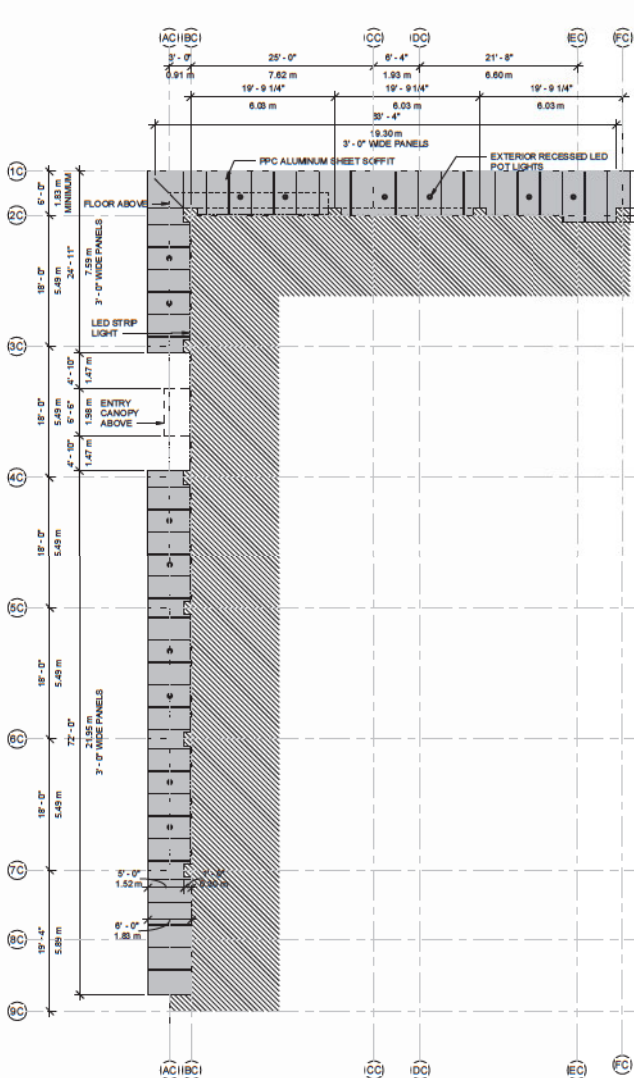 (AC) (BC) (CC) (DC) (EC) (FC)
3' - 0" 25' - 0" 6' - 4" 21' - 8"
0.91 m 7.62 m 1.93 m 6.60 m
19' - 9 1/4" 19' - 9 1/4" 19' - 9 1/4"
6.03 m 6.03 m 6.03 m
19.30 m
3' - 0" WIDE PANELS
PPC ALUMINUM SHEET SOFFIT
EXTERIOR RECESSED LED
POT LIGHTS
(1C)
6' - 0"
1.83 m
MINIMUM
FLOOR ABOVE
(2C)
18' - 0"
5.49 m
24' - 11"
7.59 m
3' - 0" WIDE PANELS
LED STRIP
LIGHT
(3C)
18' - 0"
5.49 m
4' - 10"
1.47 m
6' - 6"
1.98 m
ENTRY
CANOPY
ABOVE
4' - 10"
1.47 m
(4C)
18' - 0"
5.49 m
(5C)
18' - 0"
5.49 m
72' - 0"
21.95 m
3' - 0" WIDE PANELS
(6C)
18' - 0"
5.49 m
(7C)
5' - 0"
1.52 m
6' - 0"
1.83 m
(8C)
19' - 4"
5.89 m
(9C)
(AC) (BC) (CC) (DC) (EC) (FC)